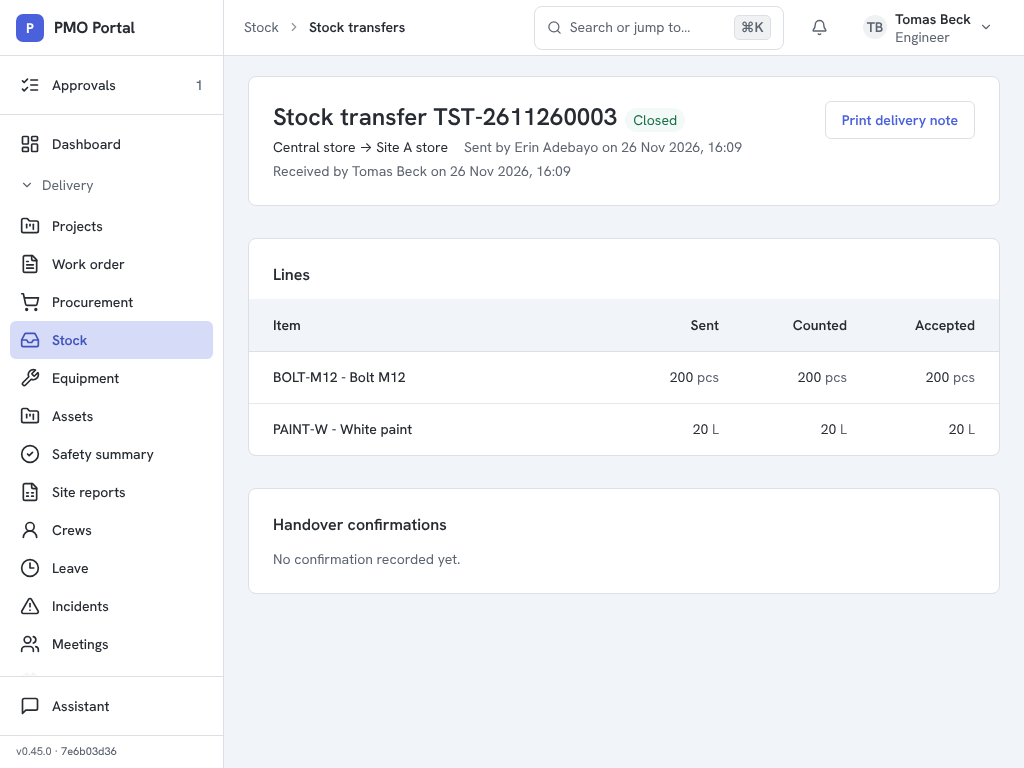 P PMO Portal
Stock > Stock transfers
Search or jump to... ⌘K
TB Tomas Beck
Engineer
Approvals 1
Dashboard
Delivery
Projects
Work order
Procurement
Stock
Equipment
Assets
Safety summary
Site reports
Crews
Leave
Incidents
Meetings
Assistant
v0.45.0 · 7e6b03d36
Stock transfer TST-2611260003 Closed
Print delivery note
Central store → Site A store Sent by Erin Adebayo on 26 Nov 2026, 16:09
Received by Tomas Beck on 26 Nov 2026, 16:09
Lines
Item Sent Counted Accepted
BOLT-M12 - Bolt M12 200 pcs 200 pcs 200 pcs
PAINT-W - White paint 20 L 20 L 20 L
Handover confirmations
No confirmation recorded yet.